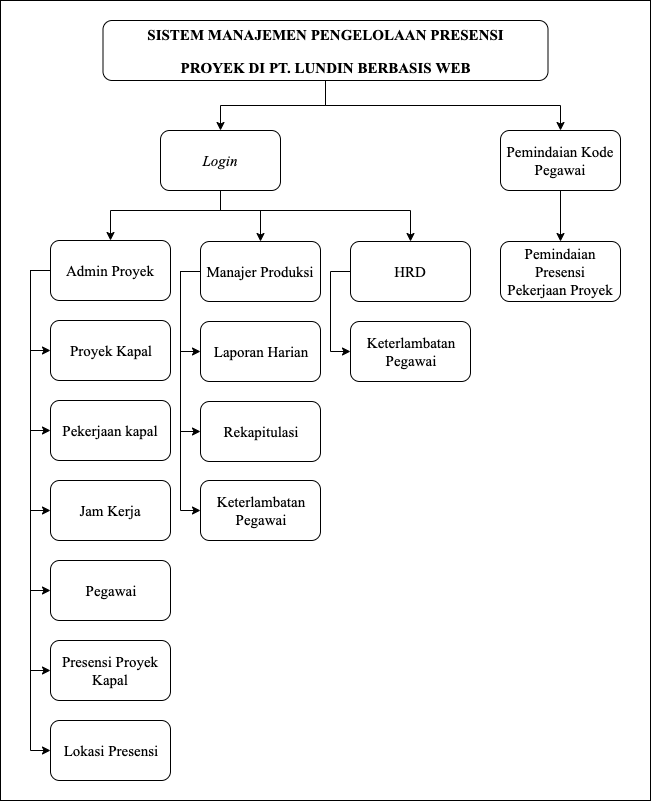 SISTEM MANAJEMEN PENGELOLAAN PRESENSI
PROYEK DI PT. LUNDIN BERBASIS WEB
Login
Pemindaian Kode
Pegawai
Admin Proyek
Manajer Produksi
HRD
Pemindaian
Presensi
Pekerjaan Proyek
Proyek Kapal
Laporan Harian
Keterlambatan
Pegawai
Pekerjaan kapal
Rekapitulasi
Jam Kerja
Keterlambatan
Pegawai
Pegawai
Presensi Proyek
Kapal
Lokasi Presensi